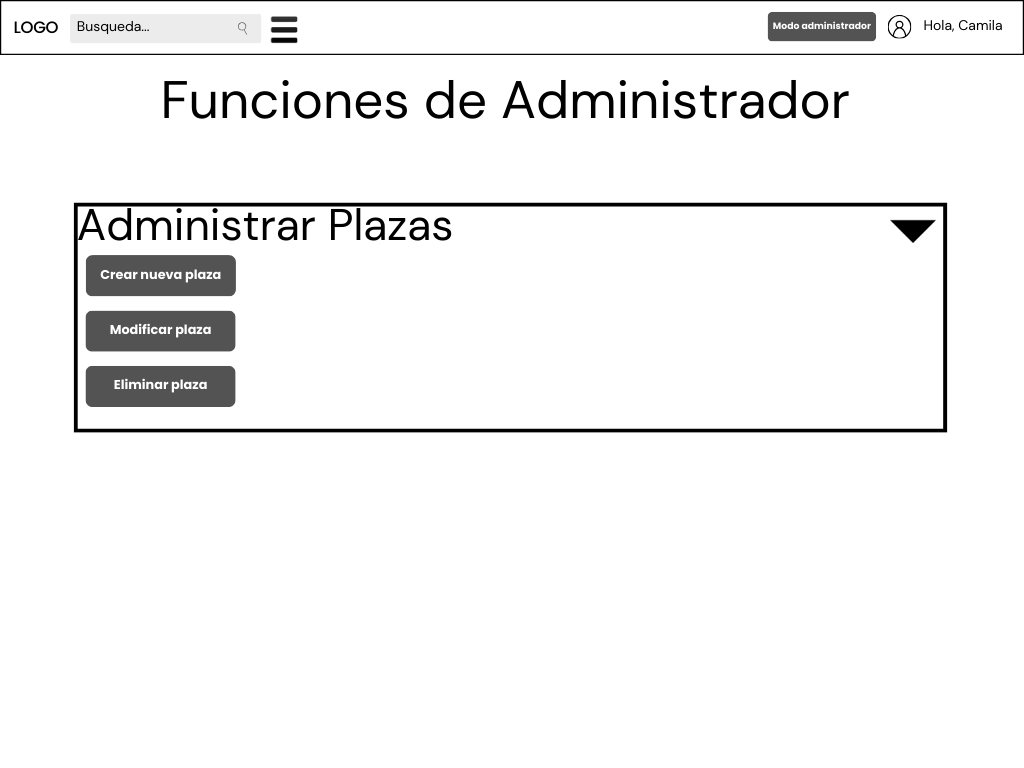 LOGO
Busqueda...
Modo administrador
Hola, Camila
Funciones de Administrador
Administrar Plazas
Crear nueva plaza
Modificar plaza
Eliminar plaza